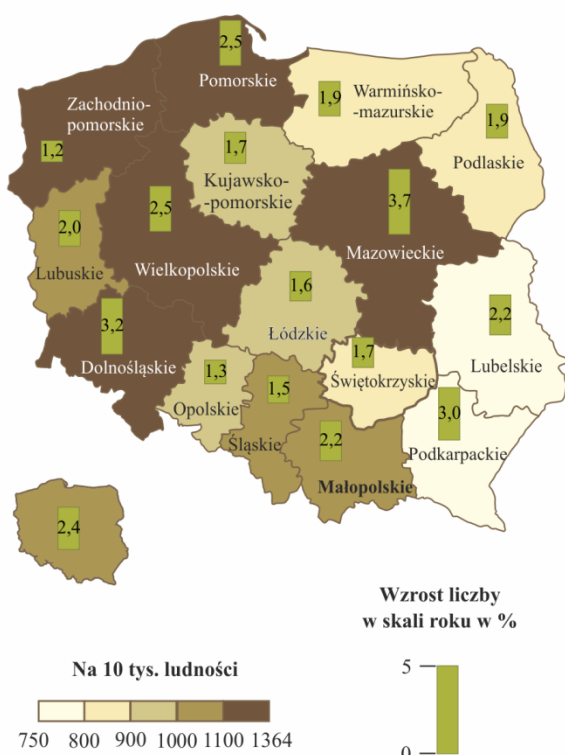 2,5
Pomorskie
Zachodnio-
pomorskie
1,2
1,9
Warmińsko-
-mazurskie
1,9
Podlaskie
1,7
Kujawsko-
-pomorskie
2,5
Wielkopolskie
3,7
Mazowieckie
2,0
Lubuskie
1,6
Łódzkie
3,2
Dolnośląskie
2,2
Lubelskie
1,3
Opolskie
1,5
Śląskie
1,7
Świętokrzyskie
2,2
Małopolskie
3,0
Podkarpackie
2,4
Wzrost liczby
w skali roku w %
5
0
Na 10 tys. ludności
750 800 900 1000 1100 1364